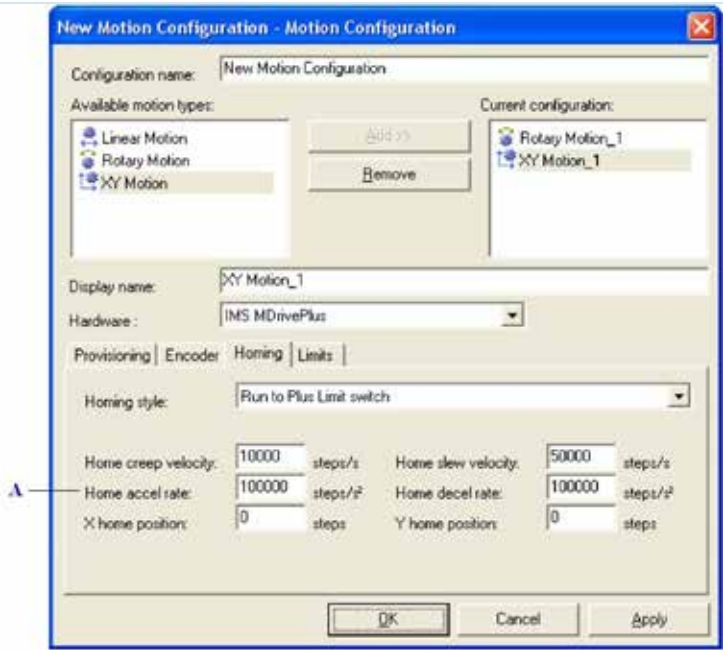 New Motion Configuration - Motion Configuration
Configuration name: New Motion Configuration
Available motion types: Current configuration:
Linear Motion Add >> Rotary Motion_1
Rotary Motion XY Motion_1
XY Motion Remove
Display name: XY Motion_1
Hardware : IMS MDrivePlus
Provisioning Encoder Homing Limits
Homing style: Run to Plus Limit switch
Home creep velocity: 10000 steps/s Home slew velocity: 50000 steps/s
A Home accel rate: 100000 steps/s² Home decel rate: 100000 steps/s²
X home position: 0 steps Y home position: 0 steps
OK Cancel Apply